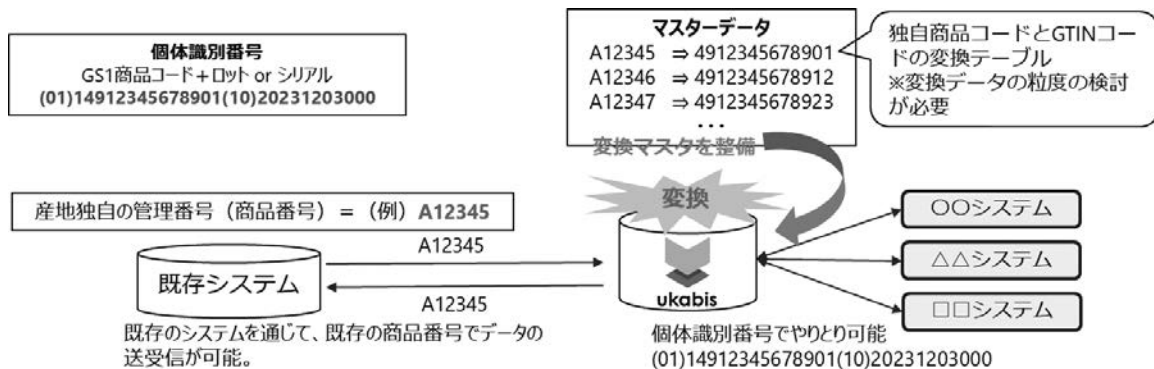 個体識別番号
GS1商品コード+ロット or シリアル
(01)14912345678901(10)20231203000
マスターデータ
A12345 ⇒ 4912345678901
A12346 ⇒ 4912345678912
A12347 ⇒ 4912345678923
・・・
独自商品コードとGTINコー
ドの変換テーブル
※変換データの粒度の検討
が必要
変換マスタを整備
変換
産地独自の管理番号（商品番号）＝（例）A12345
A12345
既存システム
A12345
既存のシステムを通じて、既存の商品番号でデータの
送受信が可能。
ukabis
個体識別番号でやりとり可能
(01)14912345678901(10)20231203000
○○システム
△△システム
□□システム